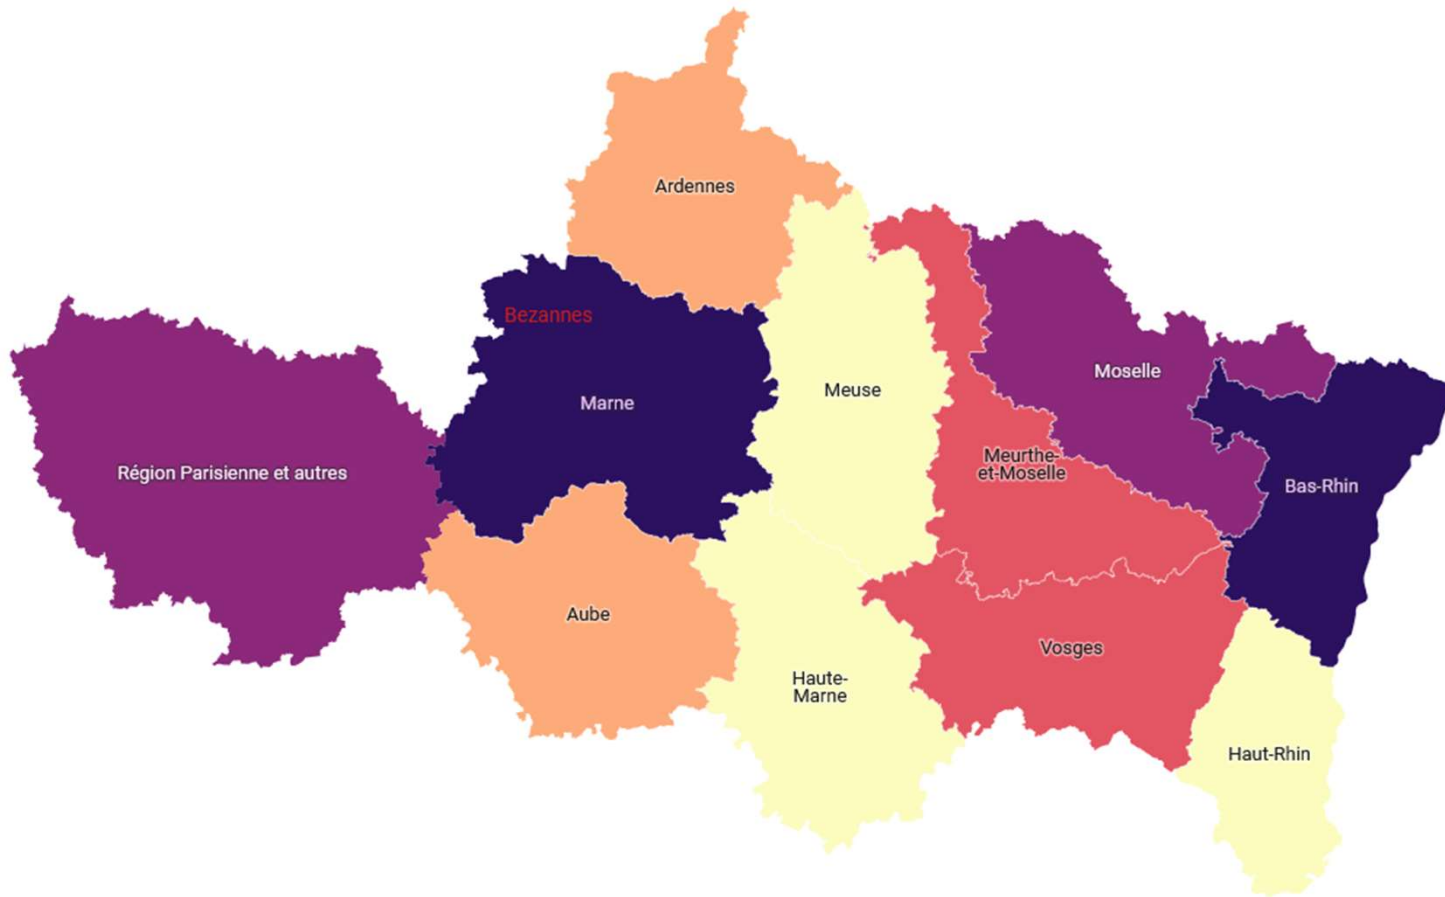 Ardennes
Bezannes
Marne
Moselle
Meuse
Région Parisienne et autres
Meurthe-
et-Moselle
Bas-Rhin
Aube
Vosges
Haute-
Marne
Haut-Rhin